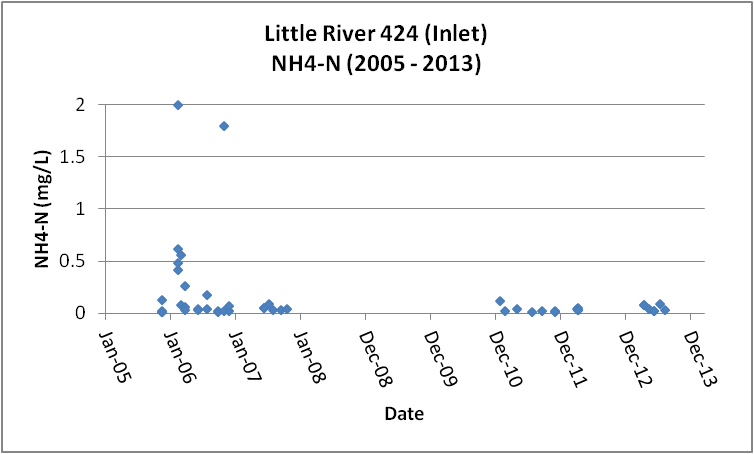 Little River 424 (Inlet)
NH4-N (2005 - 2013)
NH4-N (mg/L)
2
1.5
1
0.5
0
Jan-05
Jan-06
Jan-07
Jan-08
Dec-08
Dec-09
Dec-10
Dec-11
Dec-12
Dec-13
Date